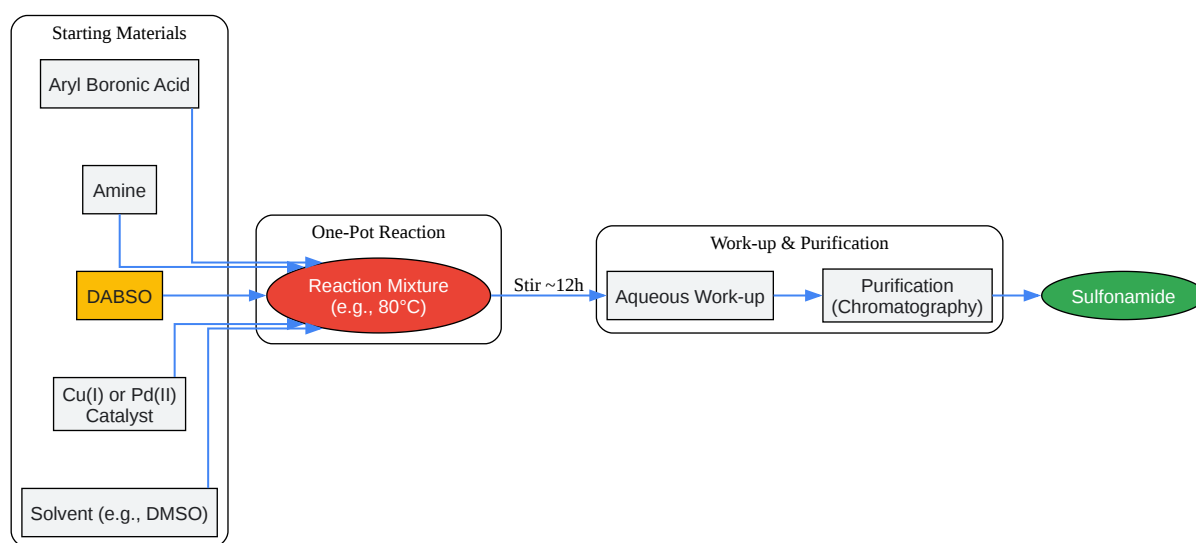 Starting Materials
Aryl Boronic Acid
Amine
DABSO
Cu(I) or Pd(II)
Catalyst
Solvent (e.g., DMSO)
One-Pot Reaction
Reaction Mixture
(e.g., 80°C)
Stir ~12h
Work-up & Purification
Aqueous Work-up
Purification
(Chromatography)
Sulfonamide